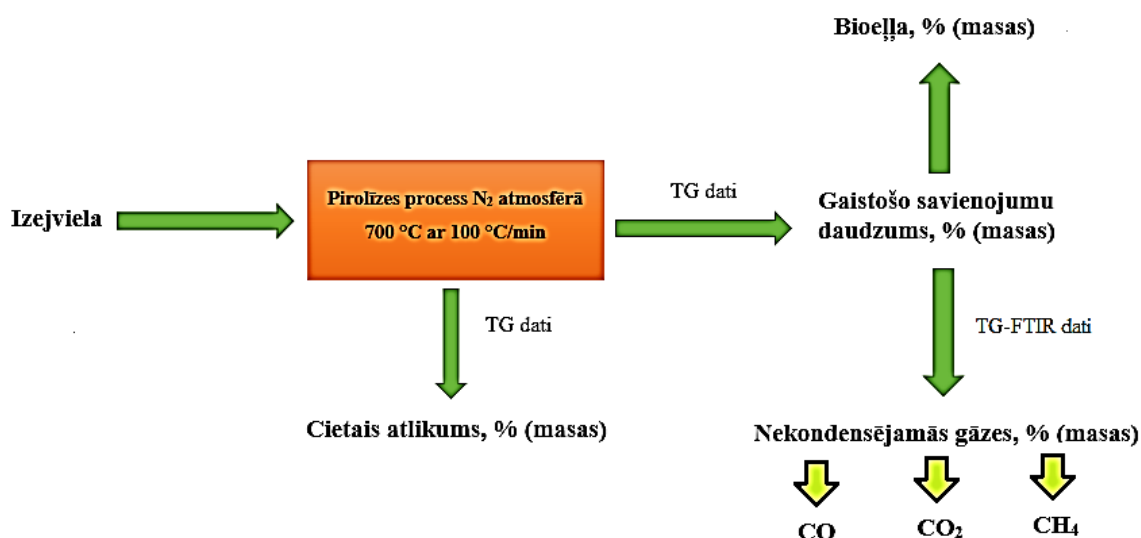 Bioeļļa, % (masas)
Izejviela
Pirolīzes process N₂ atmosfērā
700 °C ar 100 °C/min
TG dati
Gaistošo savienojumu
daudzums, % (masas)
TG dati
TG-FTIR dati
Cietais atlikums, % (masas)
Nekondensējamās gāzes, % (masas)
CO
CO₂
CH₄